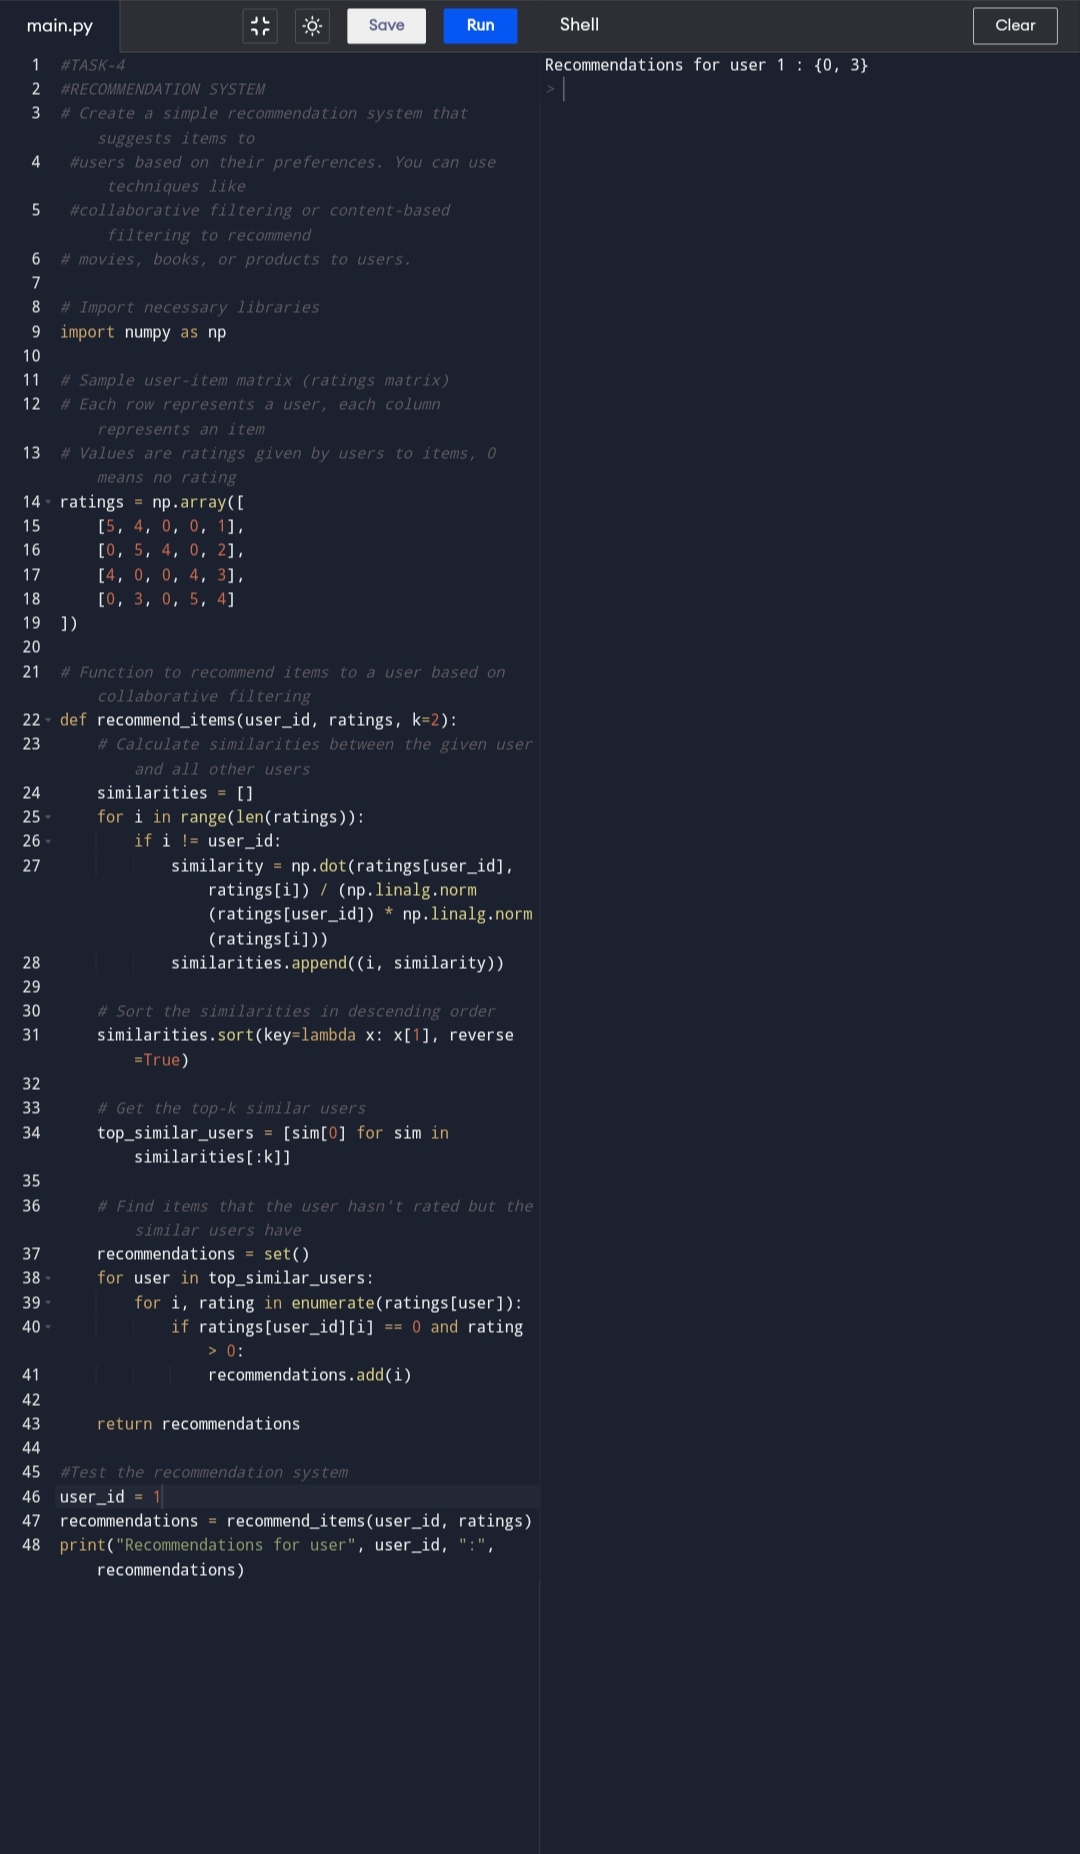 main.py
Save
Run
Shell
Clear
1 #TASK-4
2 #RECOMMENDATION SYSTEM
3 # Create a simple recommendation system that
suggests items to
4 #users based on their preferences. You can use
techniques like
5 #collaborative filtering or content-based
filtering to recommend
6 # movies, books, or products to users.
7
8 # Import necessary libraries
9 import numpy as np
10
11 # Sample user-item matrix (ratings matrix)
12 # Each row represents a user, each column
represents an item
13 # Values are ratings given by users to items, 0
means no rating
14 ratings = np.array([
15 [5, 4, 0, 0, 1],
16 [0, 5, 4, 0, 2],
17 [4, 0, 0, 4, 3],
18 [0, 3, 0, 5, 4]
19 ])
20
21 # Function to recommend items to a user based on
collaborative filtering
22 def recommend_items(user_id, ratings, k=2):
23 # Calculate similarities between the given user
and all other users
24 similarities = []
25 for i in range(len(ratings)):
26 if i != user_id:
27 similarity = np.dot(ratings[user_id],
ratings[i]) / (np.linalg.norm
(ratings[user_id]) * np.linalg.norm
(ratings[i]))
28 similarities.append((i, similarity))
29
30 # Sort the similarities in descending order
31 similarities.sort(key=lambda x: x[1], reverse
=True)
32
33 # Get the top-k similar users
34 top_similar_users = [sim[0] for sim in
similarities[:k]]
35
36 # Find items that the user hasn't rated but the
similar users have
37 recommendations = set()
38 for user in top_similar_users:
39 for i, rating in enumerate(ratings[user]):
40 if ratings[user_id][i] == 0 and rating
> 0:
41 recommendations.add(i)
42
43 return recommendations
44
45 #Test the recommendation system
46 user_id = 1
47 recommendations = recommend_items(user_id, ratings)
48 print("Recommendations for user", user_id, ":",
recommendations)
Recommendations for user 1 : {0, 3}
>